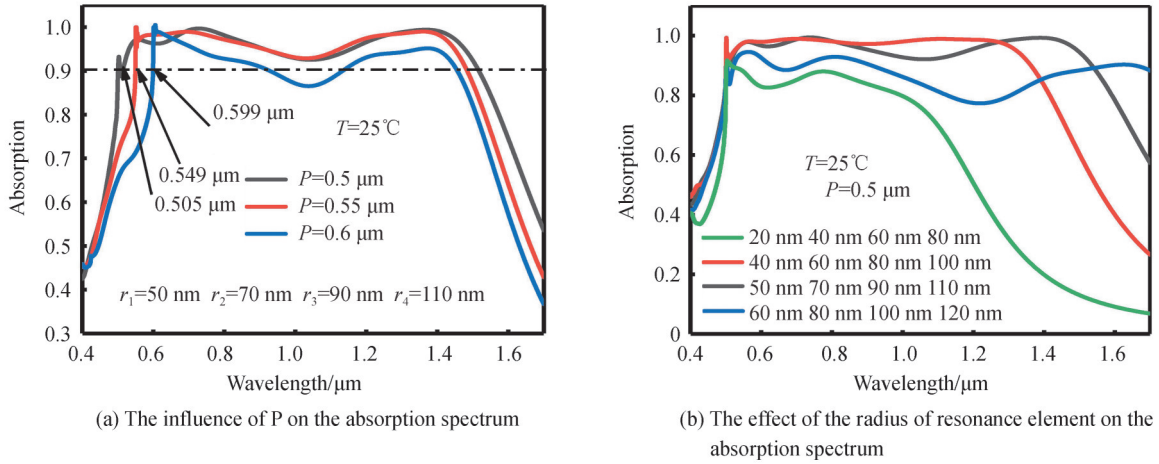 1.0
0.9
0.8
0.7
0.6
0.5
0.4
0.3
Absorption
0.599 μm
T=25℃
0.549 μm
0.505 μm
P=0.5 μm
P=0.55 μm
P=0.6 μm
r1=50 nm r2=70 nm r3=90 nm r4=110 nm
0.4 0.6 0.8 1.0 1.2 1.4 1.6
Wavelength/μm
(a) The influence of P on the absorption spectrum
1.0
0.8
0.6
0.4
0.2
0
Absorption
T=25℃
P=0.5 μm
20 nm 40 nm 60 nm 80 nm
40 nm 60 nm 80 nm 100 nm
50 nm 70 nm 90 nm 110 nm
60 nm 80 nm 100 nm 120 nm
0.4 0.6 0.8 1.0 1.2 1.4 1.6
Wavelength/μm
(b) The effect of the radius of resonance element on the
absorption spectrum